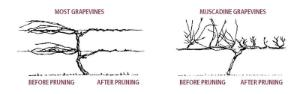 MOST GRAPEVINES
MUSCADINE GRAPEVINES
BEFORE PRUNING AFTER PRUNING
BEFORE PRUNING AFTER PRUNING